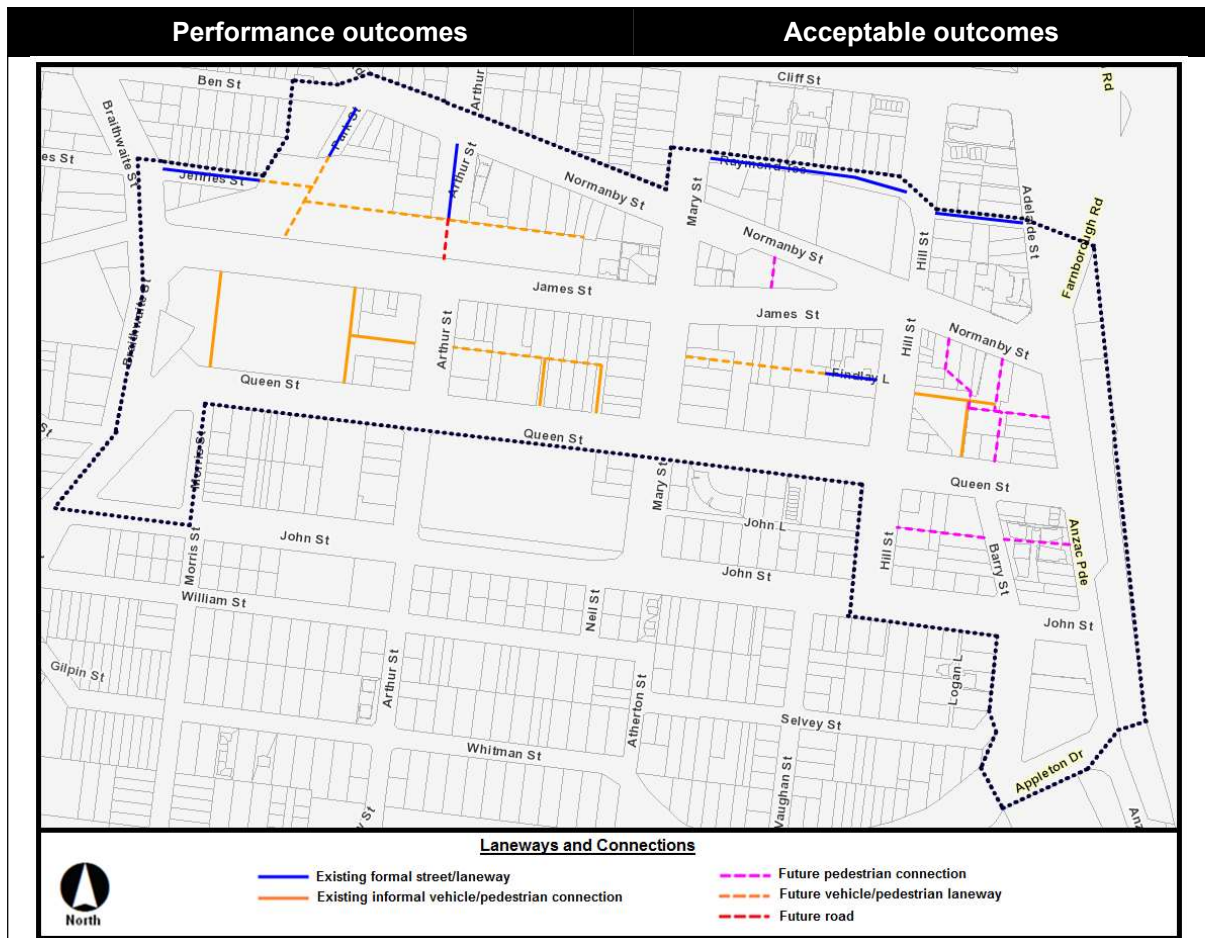 Performance outcomes
Acceptable outcomes
Ben St
Arthur
Cliff St
Rd
Braithwaite St
Park St
es St
Jeffries St
Arthur St
Normanby St
Mary St
Raymond Tce
Adelaide St
Farnborough Rd
Normanby St
Hill St
James St
James St
Normanby St
Braithwaite St
Arthur St
Hill St
Findlay L
Queen St
Queen St
Morris St
Mary St
Queen St
John L
John St
Hill St
Barry St
Anzac Pde
Morris St
John St
William St
Neil St
John St
Gilpin St
Arthur St
Atherton St
Logan L
Selvey St
Whitman St
Vaughan St
Appleton Dr
Laneways and Connections
North
Existing formal street/laneway
Existing informal vehicle/pedestrian connection
Future pedestrian connection
Future vehicle/pedestrian laneway
Future road